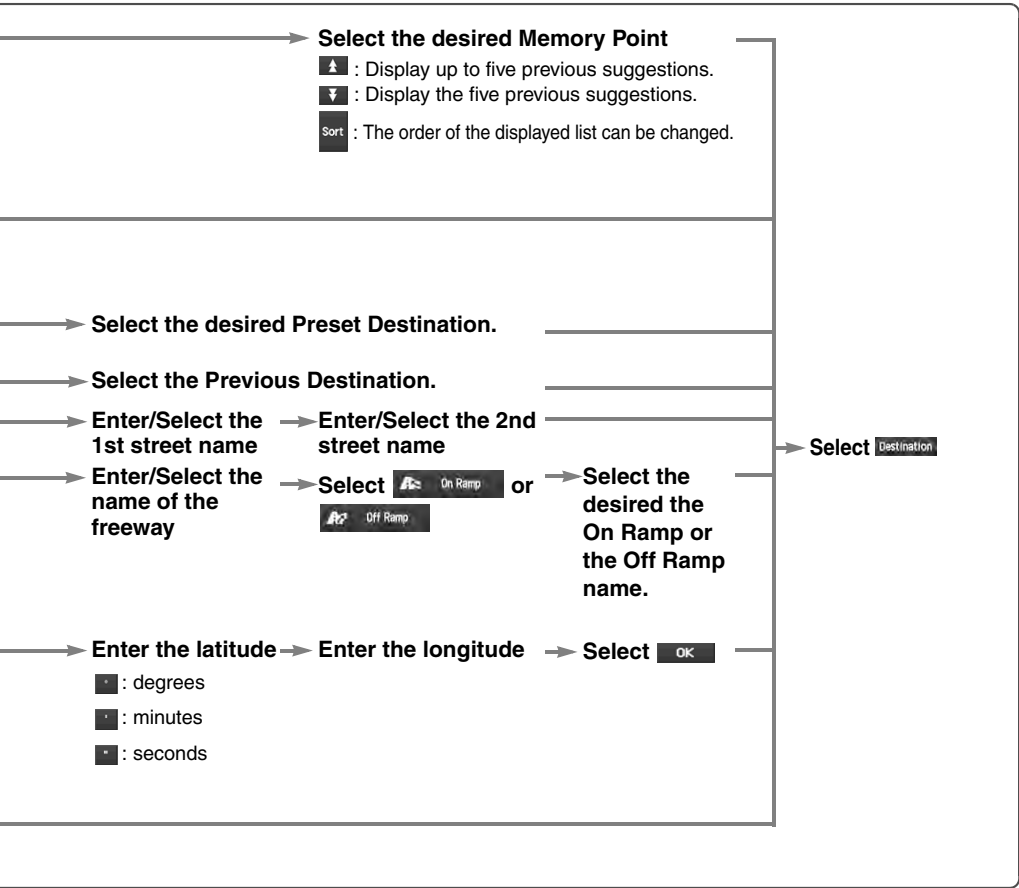 Select the desired Memory Point
: Display up to five previous suggestions.
: Display the five previous suggestions.
Sort : The order of the displayed list can be changed.
Select the desired Preset Destination.
Select the Previous Destination.
Enter/Select the
1st street name
Enter/Select the 2nd
street name
Enter/Select the
name of the
freeway
Select On Ramp or
Off Ramp
Select the
desired the
On Ramp or
the Off Ramp
name.
Enter the latitude
° : degrees
' : minutes
" : seconds
Enter the longitude
Select OK
Select Destination